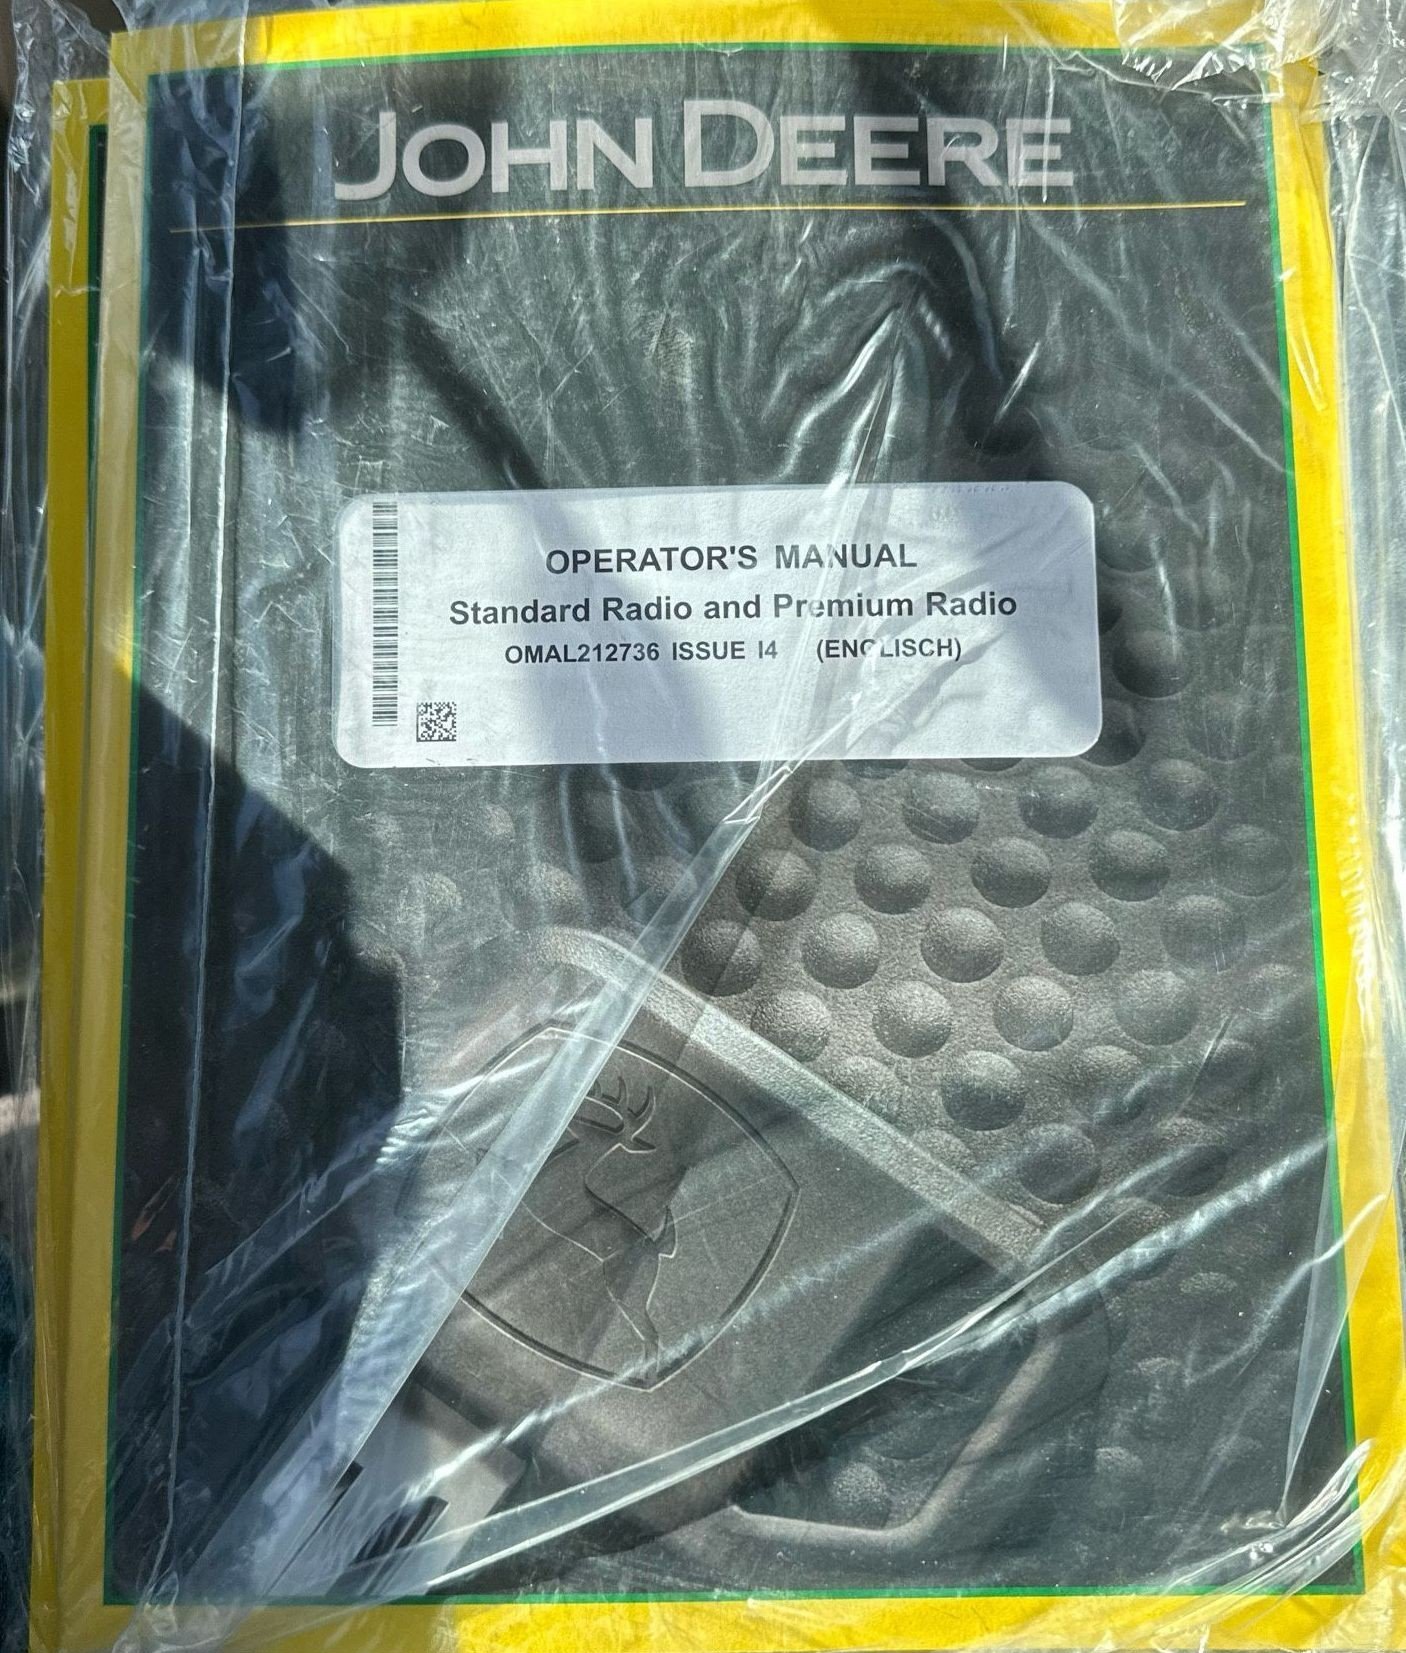 JOHN DEERE
OPERATOR'S MANUAL
Standard Radio and Premium Radio
OMAL212736 ISSUE I4 (ENGLISCH)